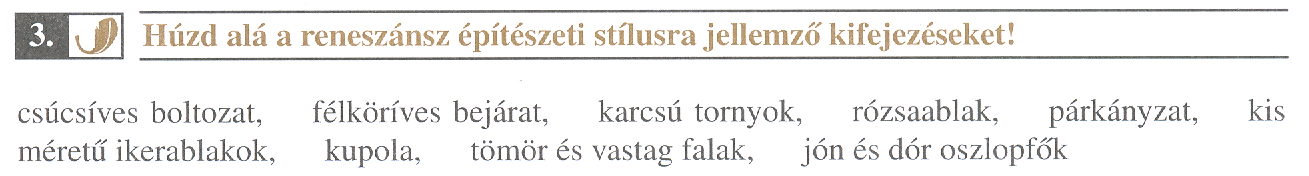 3. Húzd alá a reneszánsz építészeti stílusra jellemző kifejezéseket!
csúcsíves boltozat, félköríves bejárat, karcsú tornyok, rózsaablak, párkányzat, kis
méretű ikerablakok, kupola, tömör és vastag falak, jón és dór oszlopfők